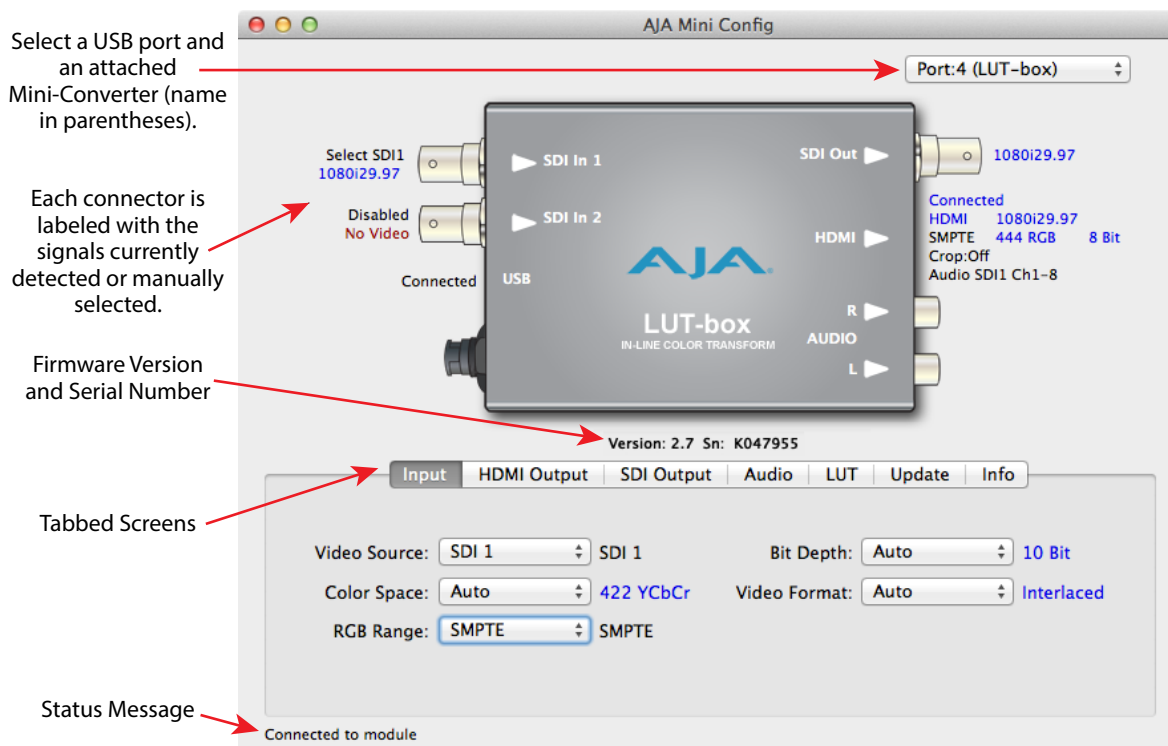 AJA Mini Config
Select a USB port and
an attached
Mini-Converter (name
in parentheses).
Port:4 (LUT-box)
Select SDI1
1080i29.97
SDI In 1
SDI Out
1080i29.97
Each connector is
labeled with the
signals currently
detected or manually
selected.
Disabled
No Video
SDI In 2
HDMI
Connected
HDMI 1080i29.97
SMPTE 444 RGB 8 Bit
Crop:Off
Audio SDI1 Ch1-8
Connected
USB
AJA
LUT-box
IN-LINE COLOR TRANSFORM
R
AUDIO
L
Firmware Version
and Serial Number
Version: 2.7 Sn: K047955
Tabbed Screens
Input HDMI Output SDI Output Audio LUT Update Info
Video Source: SDI 1 SDI 1 Bit Depth: Auto 10 Bit
Color Space: Auto 422 YCbCr Video Format: Auto Interlaced
RGB Range: SMPTE SMPTE
Status Message
Connected to module